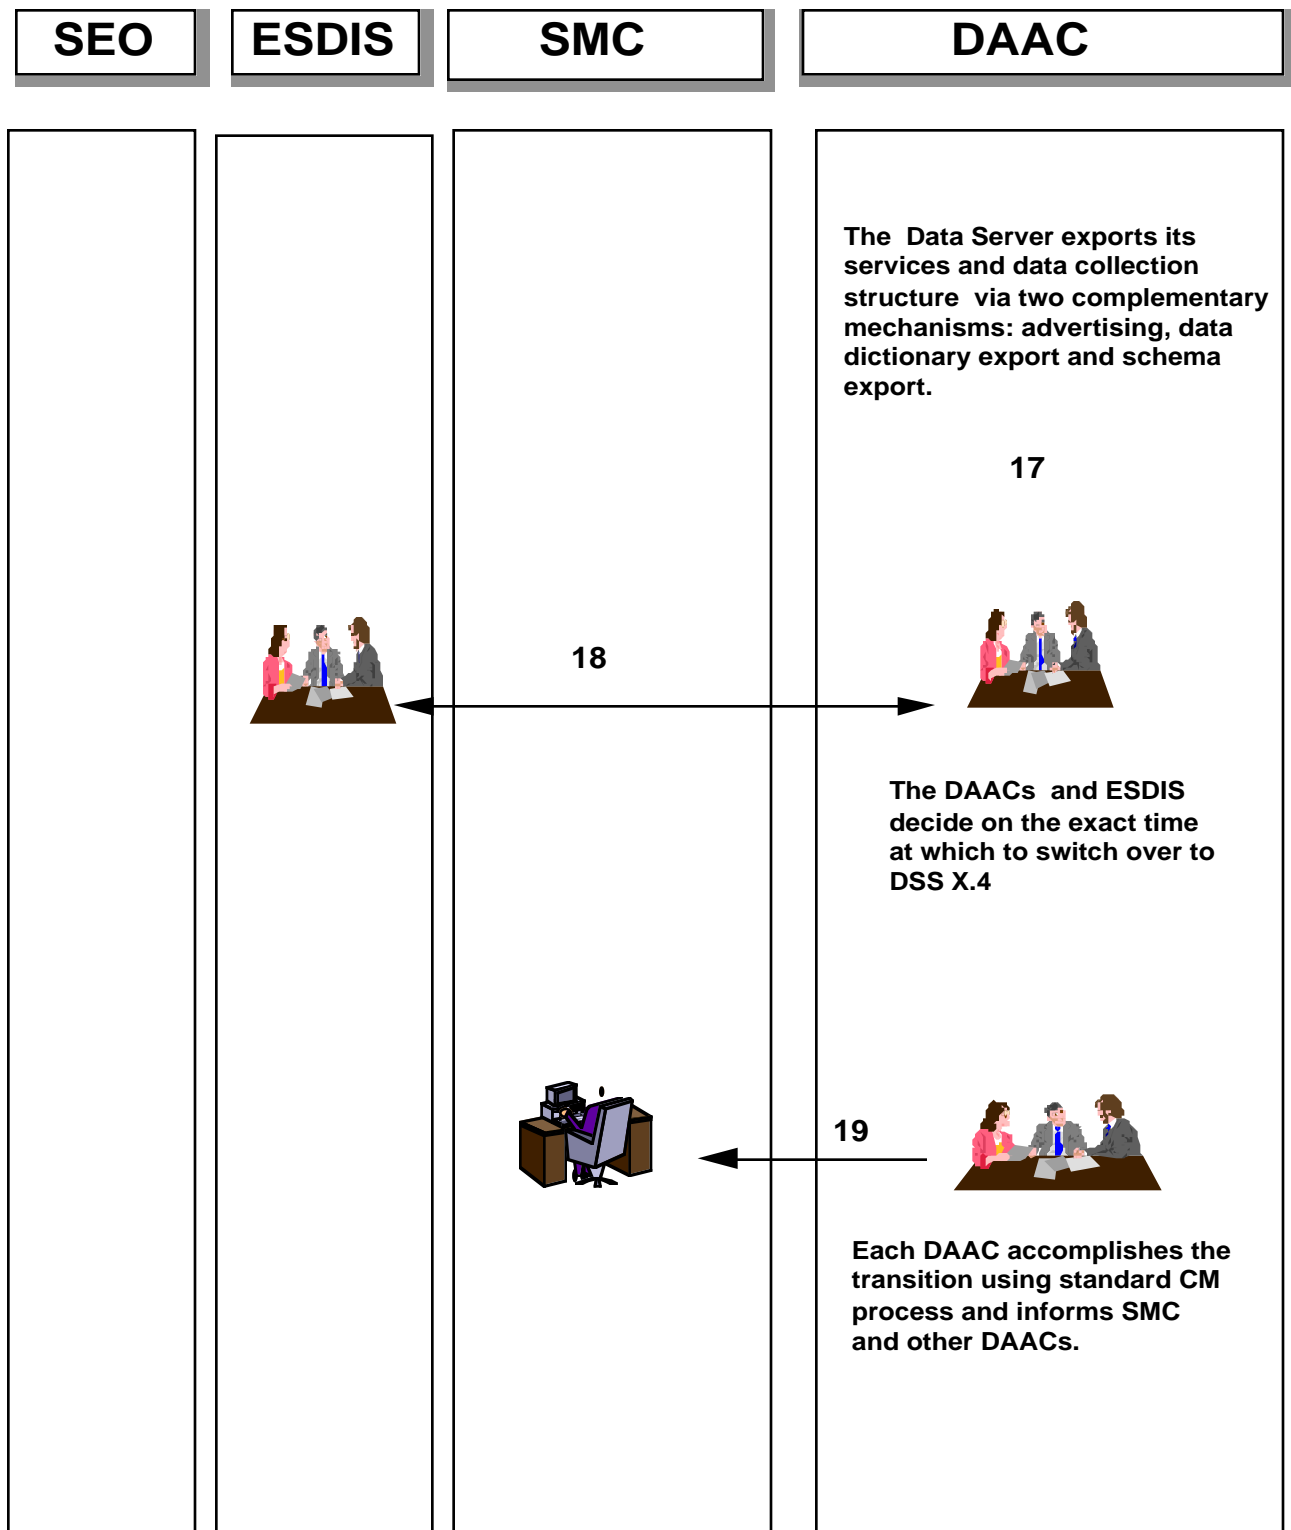 SEO
ESDIS
SMC
DAAC
The Data Server exports its
services and data collection
structure via two complementary
mechanisms: advertising, data
dictionary export and schema
export.
17
18
The DAACs and ESDIS
decide on the exact time
at which to switch over to
DSS X.4
19
Each DAAC accomplishes the
transition using standard CM
process and informs SMC
and other DAACs.